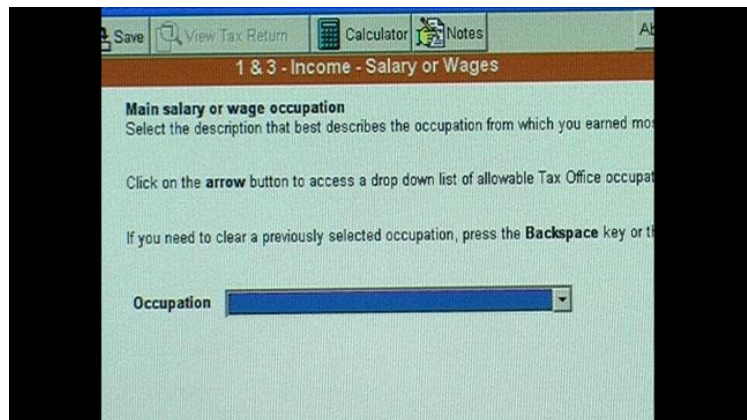 Save View Tax Return Calculator Notes
1 & 3 - Income - Salary or Wages
Main salary or wage occupation
Select the description that best describes the occupation from which you earned
Click on the arrow button to access a drop down list of allowable Tax Office
If you need to clear a previously selected occupation, press the Backspace key or
Occupation